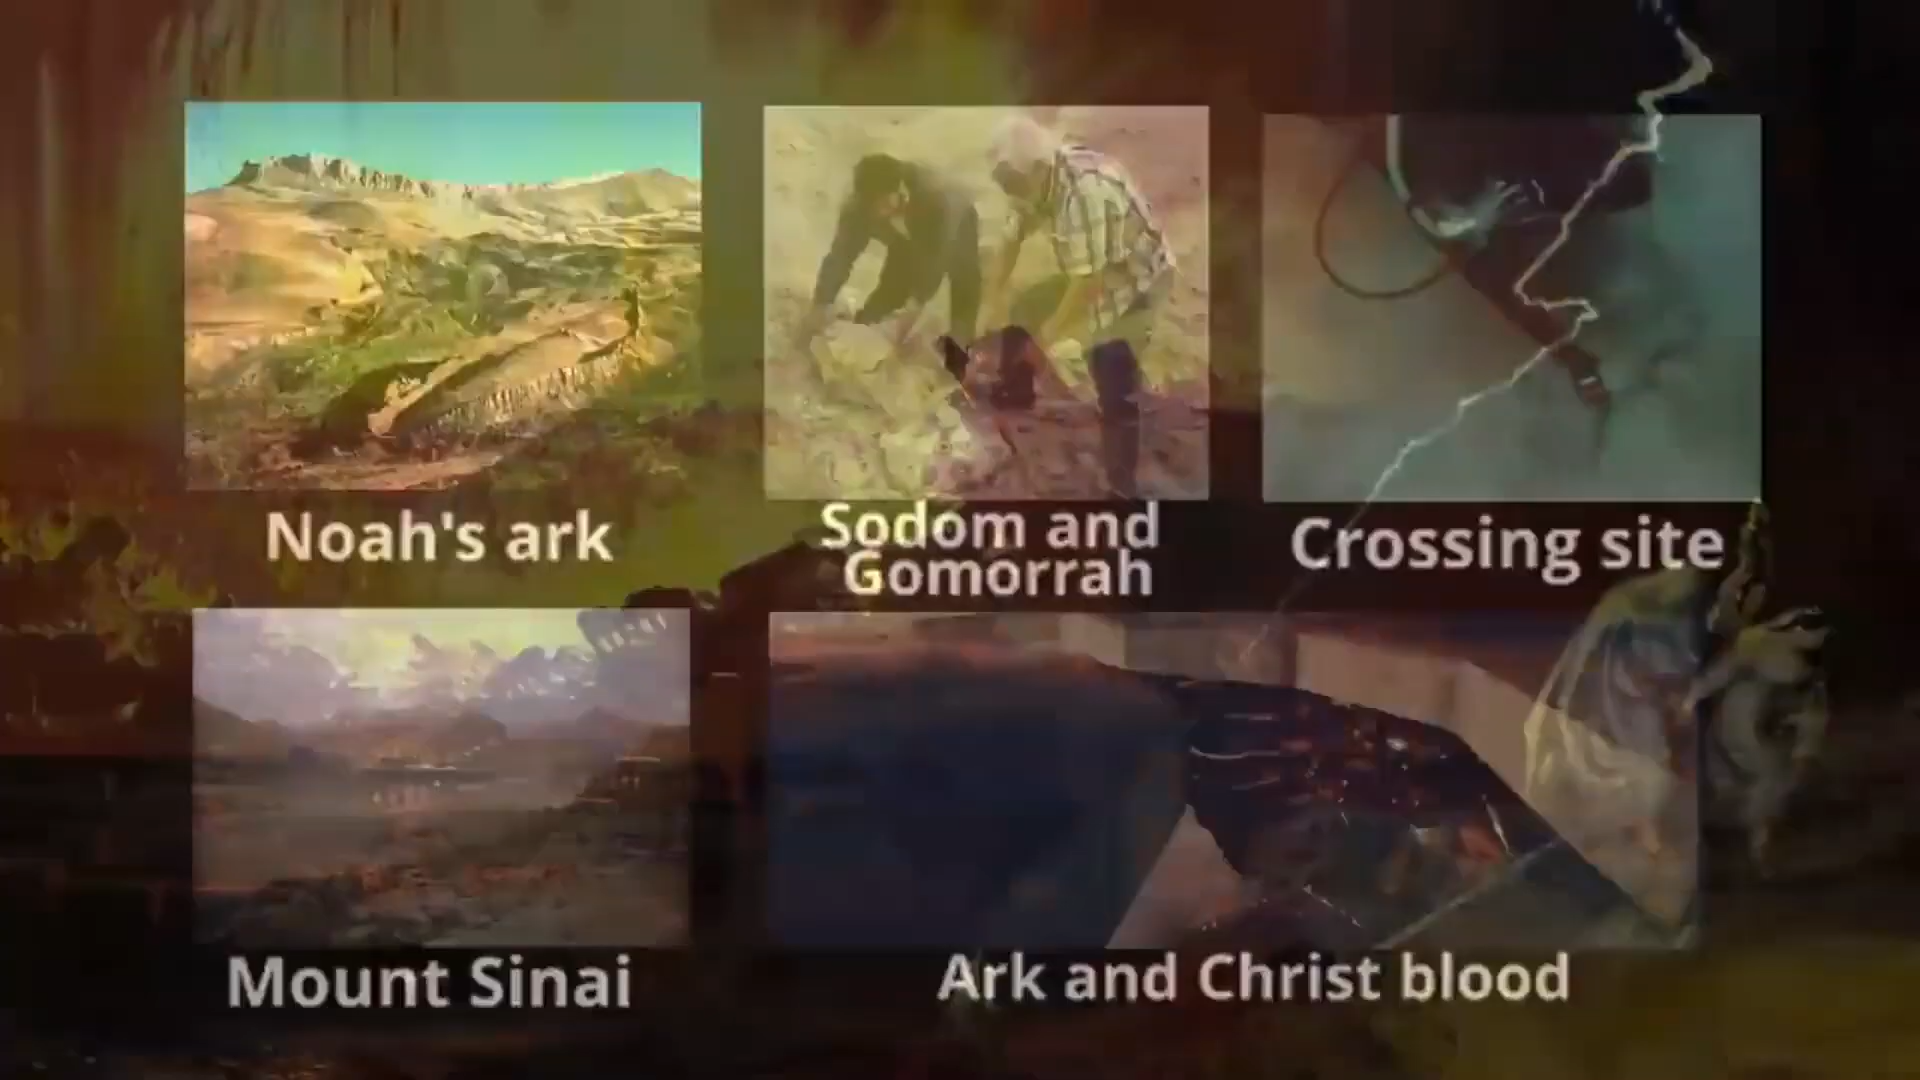 Noah's ark
Sodom and
Gomorrah
Crossing site
Mount Sinai
Ark and Christ blood